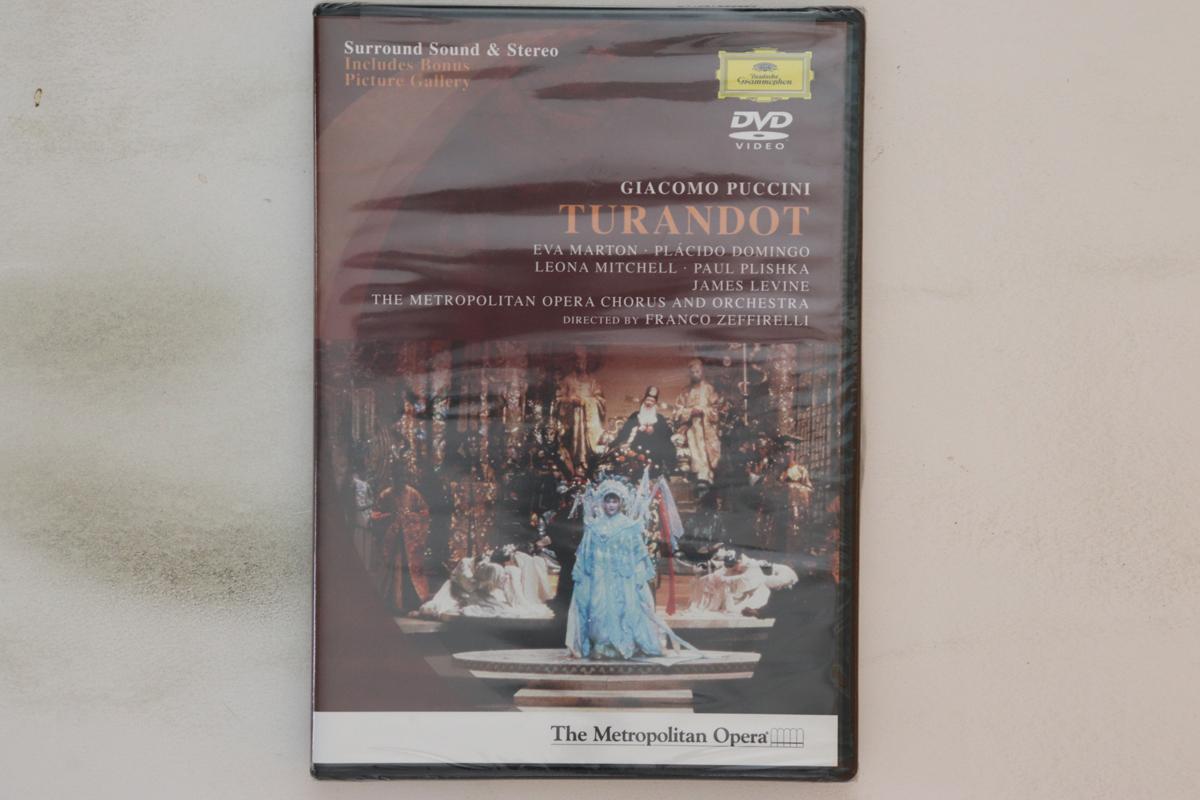 Surround Sound & Stereo
Includes Bonus
Picture Gallery
Deutsche
Grammophon
DVD
VIDEO
GIACOMO PUCCINI
TURANDOT
EVA MARTON · PLÁCIDO DOMINGO
LEONA MITCHELL · PAUL PLISHKA
JAMES LEVINE
THE METROPOLITAN OPERA CHORUS AND ORCHESTRA
DIRECTED BY FRANCO ZEFFIRELLI
The Metropolitan Opera